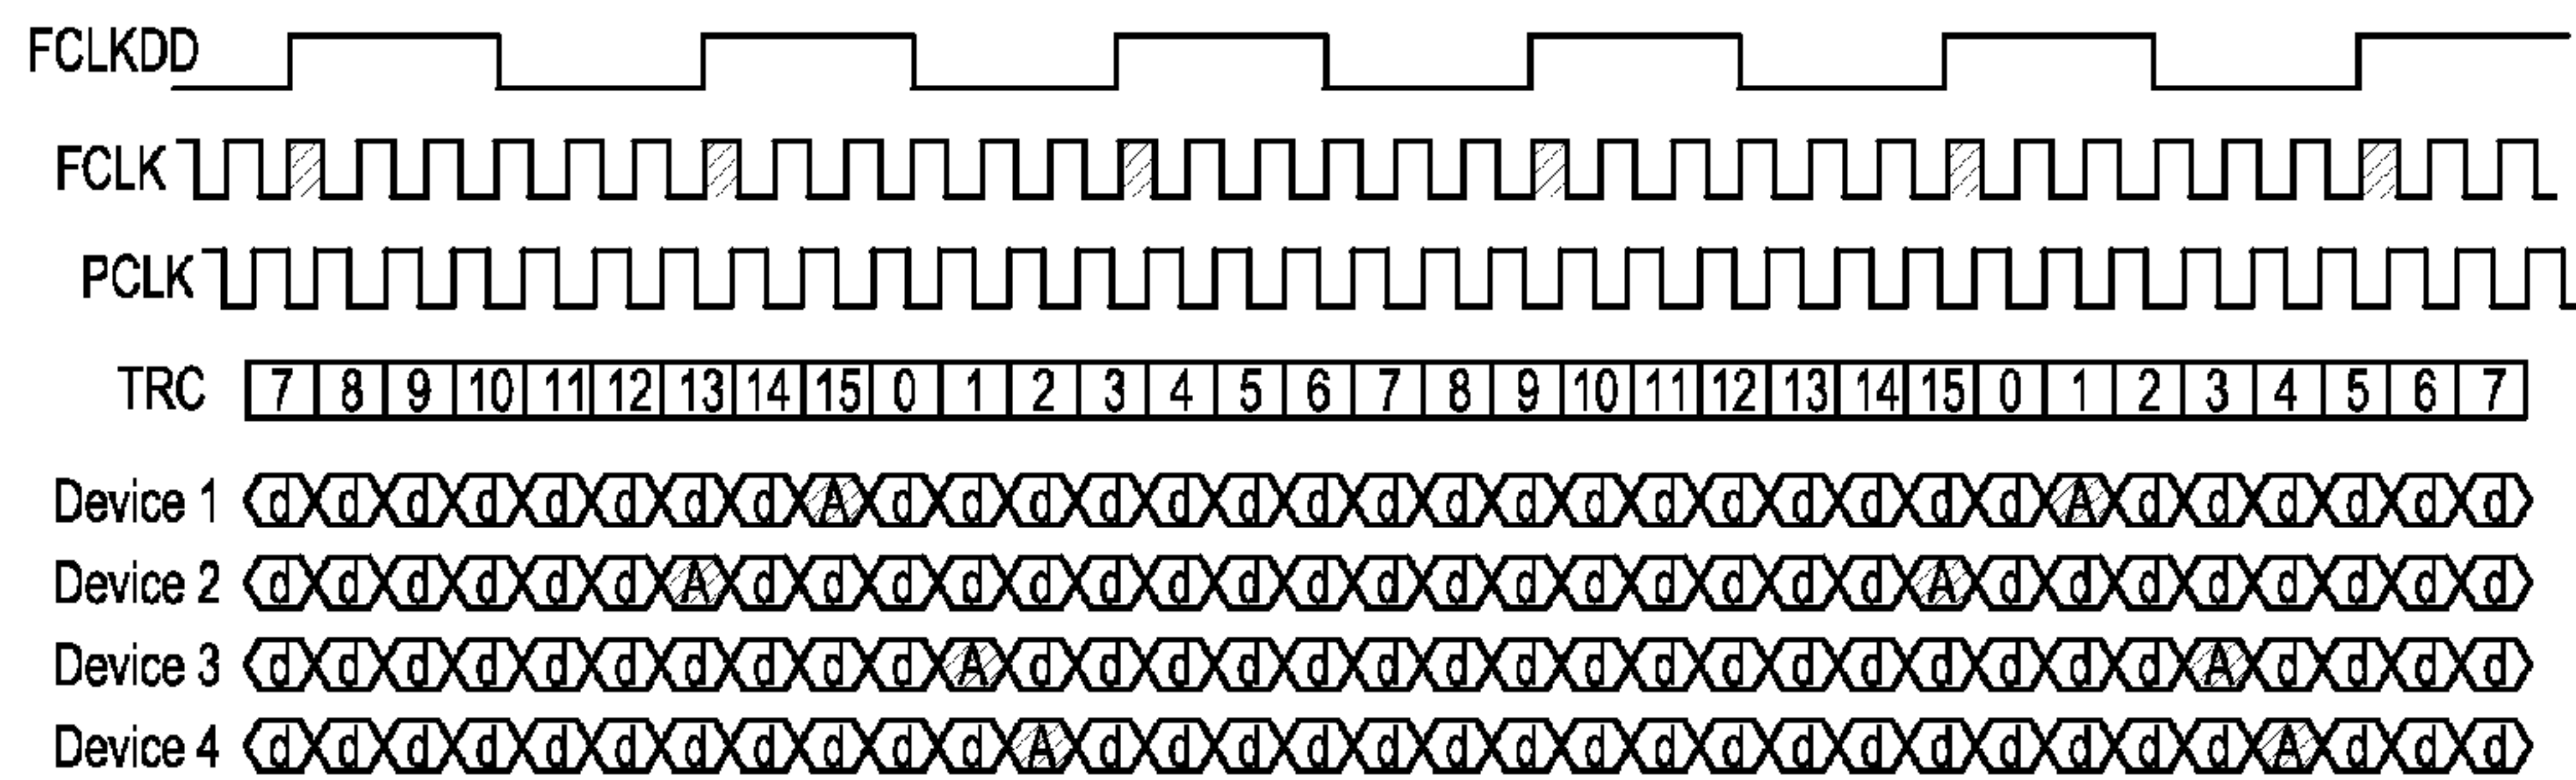 FCLKDD
FCLK
PCLK
TRC 7 8 9 10 11 12 13 14 15 0 1 2 3 4 5 6 7 8 9 10 11 12 13 14 15 0 1 2 3 4 5 6 7
Device 1 d d d d d d d d A d d d d d d d d d d d d d d d d d A d d d d d d
Device 2 d d d d d d A d d d d d d d d d d d d d d d d d A d d d d d d d d
Device 3 d d d d d d d d d d A d d d d d d d d d d d d d d d d d A d d d d
Device 4 d d d d d d d d d d d A d d d d d d d d d d d d d d d d d A d d d